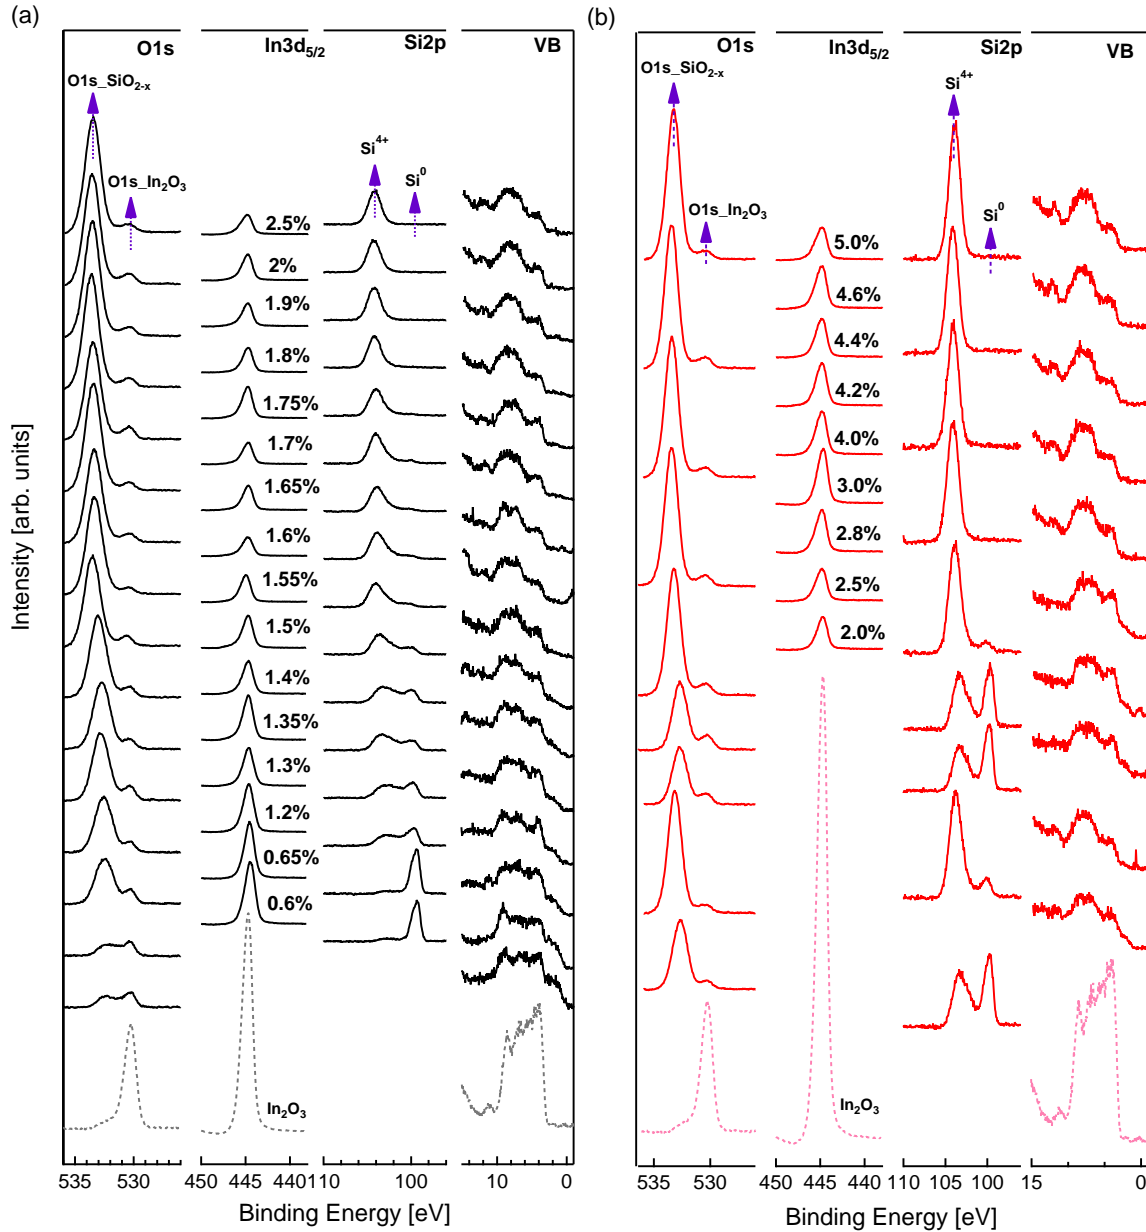 (a)
O1s In3d5/2 Si2p VB
O1s_SiO2-x
O1s_In2O3
Si4+
Si0
2.5%
2%
1.9%
1.8%
1.75%
1.7%
1.65%
1.6%
1.55%
1.5%
1.4%
1.35%
1.3%
1.2%
0.65%
0.6%
In2O3
Intensity [arb. units]
535 530 450 445 440 110 100 10 0
Binding Energy [eV]
(b)
O1s In3d5/2 Si2p VB
O1s_SiO2-x
O1s_In2O3
Si4+
Si0
5.0%
4.6%
4.4%
4.2%
4.0%
3.0%
2.8%
2.5%
2.0%
In2O3
535 530 450 445 440 110 105 100 15 0
Binding Energy [eV]